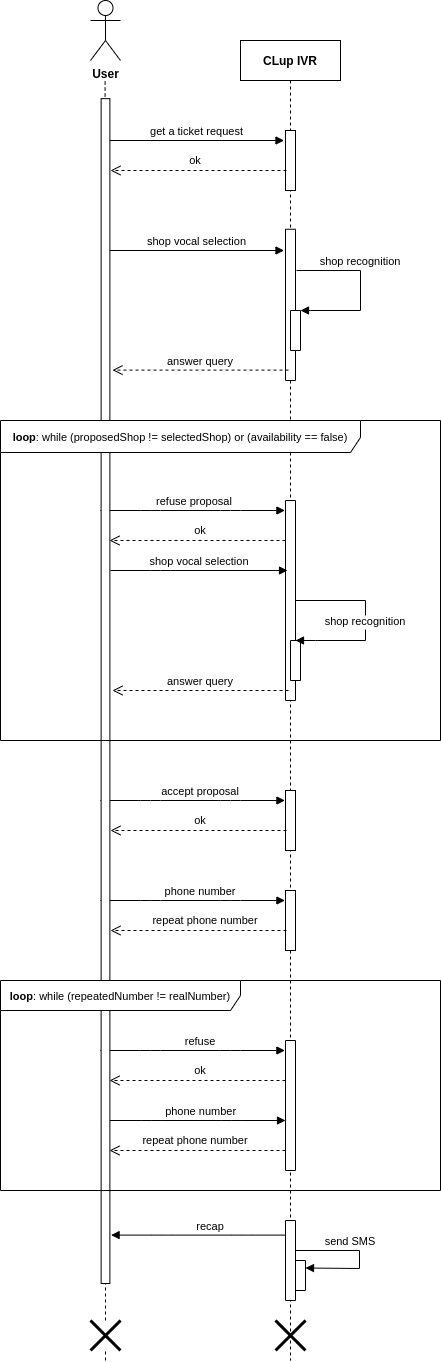 User
CLup IVR
get a ticket request
ok
shop vocal selection
shop recognition
answer query
loop: while (proposedShop != selectedShop) or (availability == false)
refuse proposal
ok
shop vocal selection
shop recognition
answer query
accept proposal
ok
phone number
repeat phone number
loop: while (repeatedNumber != realNumber)
refuse
ok
phone number
repeat phone number
recap
send SMS